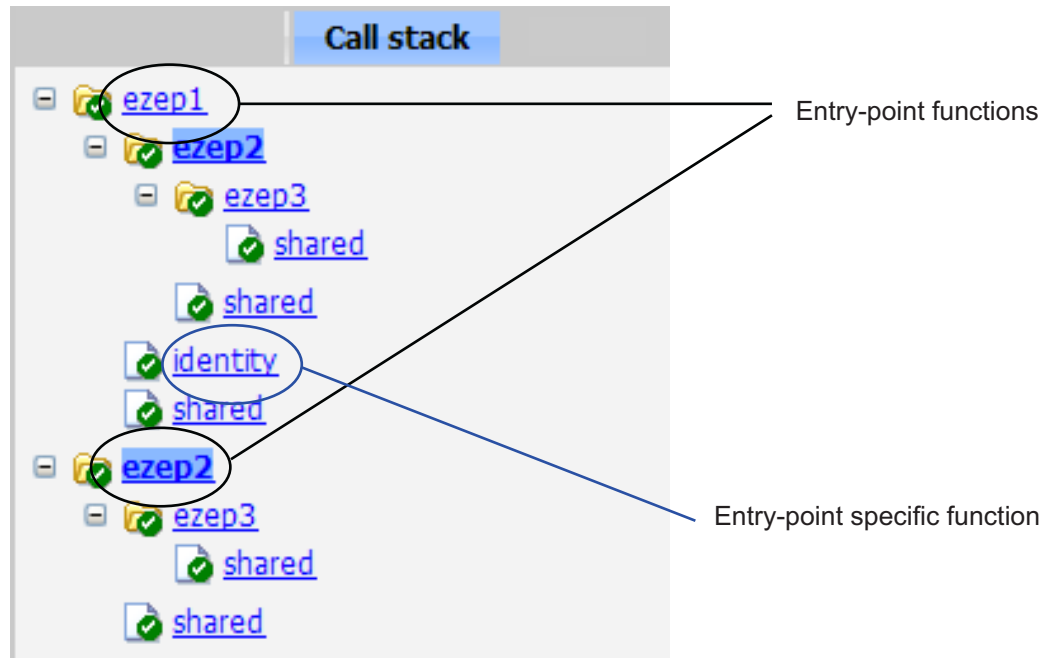 Call stack
ezep1
Entry-point functions
ezep2
ezep3
shared
shared
identity
shared
ezep2
Entry-point specific function
ezep3
shared
shared